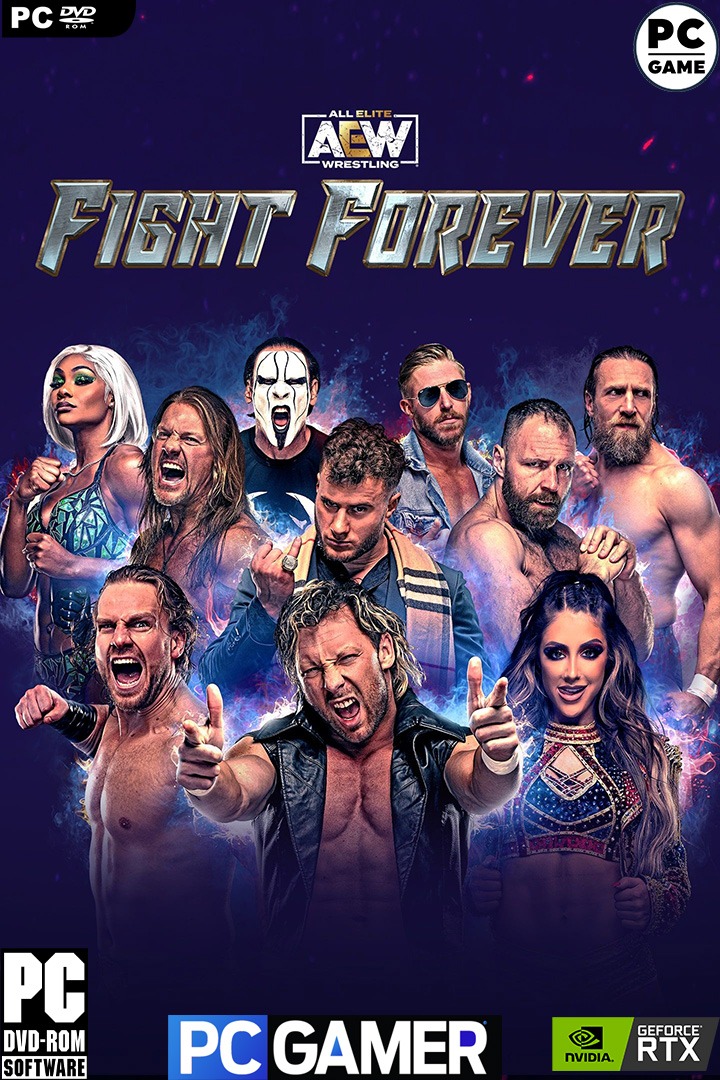 PC DVD
ROM
PC
GAME
ALL ELITE
AEW
WRESTLING
FIGHT FOREVER
PC
DVD-ROM
SOFTWARE
PC GAMER
NVIDIA.
GEFORCE
RTX